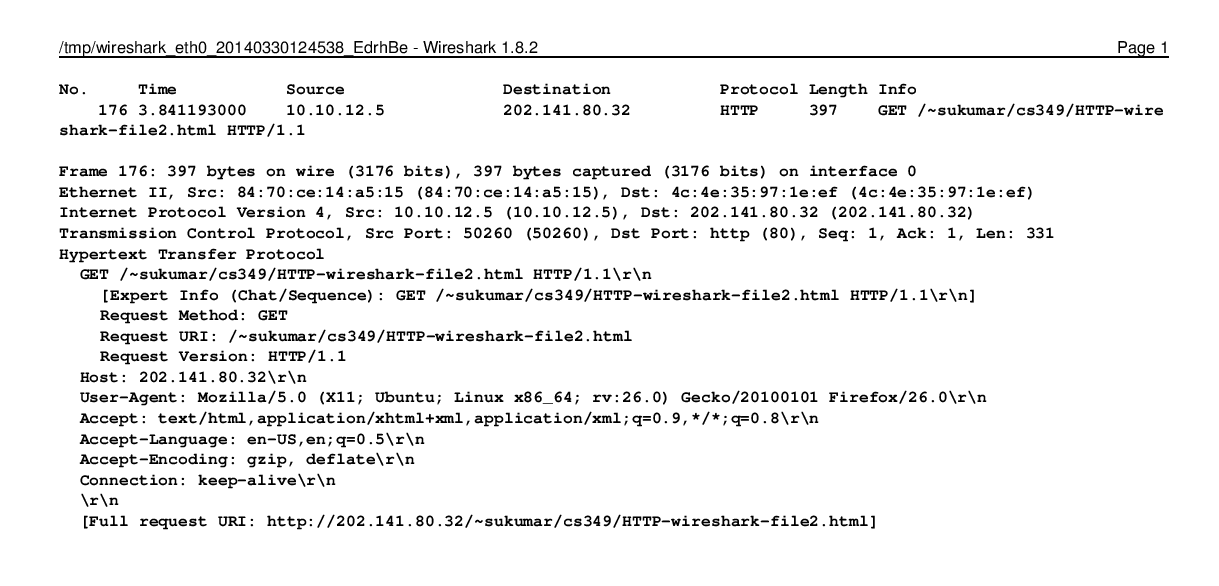 /tmp/wireshark_eth0_20140330124538_EdrhBe - Wireshark 1.8.2 Page 1
No. Time Source Destination Protocol Length Info
176 3.841193000 10.10.12.5 202.141.80.32 HTTP 397 GET /~sukumar/cs349/HTTP-wire
shark-file2.html HTTP/1.1
Frame 176: 397 bytes on wire (3176 bits), 397 bytes captured (3176 bits) on interface 0
Ethernet II, Src: 84:70:ce:14:a5:15 (84:70:ce:14:a5:15), Dst: 4c:4e:35:97:1e:ef (4c:4e:35:97:1e:ef)
Internet Protocol Version 4, Src: 10.10.12.5 (10.10.12.5), Dst: 202.141.80.32 (202.141.80.32)
Transmission Control Protocol, Src Port: 50260 (50260), Dst Port: http (80), Seq: 1, Ack: 1, Len: 331
Hypertext Transfer Protocol
GET /~sukumar/cs349/HTTP-wireshark-file2.html HTTP/1.1\r\n
[Expert Info (Chat/Sequence): GET /~sukumar/cs349/HTTP-wireshark-file2.html HTTP/1.1\r\n]
Request Method: GET
Request URI: /~sukumar/cs349/HTTP-wireshark-file2.html
Request Version: HTTP/1.1
Host: 202.141.80.32\r\n
User-Agent: Mozilla/5.0 (X11; Ubuntu; Linux x86_64; rv:26.0) Gecko/20100101 Firefox/26.0\r\n
Accept: text/html,application/xhtml+xml,application/xml;q=0.9,*/*;q=0.8\r\n
Accept-Language: en-US,en;q=0.5\r\n
Accept-Encoding: gzip, deflate\r\n
Connection: keep-alive\r\n
\r\n
[Full request URI: http://202.141.80.32/~sukumar/cs349/HTTP-wireshark-file2.html]